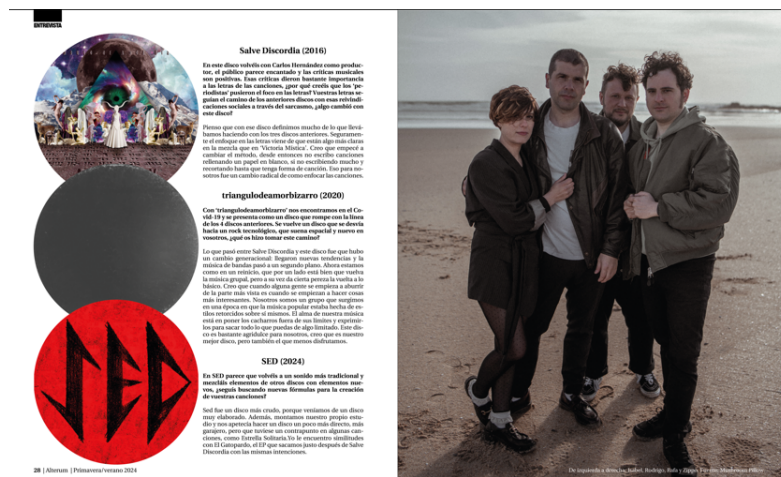 ENTREVISTA
Salve Discordia (2016)
En este disco volvéis con Carlos Hernández como produc-
tor, el público parece encantado y las críticas musicales
son positivas. Esas críticas dieron bastante importancia
a las letras de las canciones, ¿por qué creéis que los 'pe-
riodistas' pusieron el foco en las letras? Vuestras letras se-
guían el camino de los anteriores discos con esas reivindi-
caciones sociales a través del sarcasmo, ¿algo cambió con
este disco?
Pienso que con ese disco definimos mucho de lo que llevá-
bamos haciendo con los tres discos anteriores. Seguramen-
te el enfoque en las letras viene de que están algo más claras
en la mezcla que en 'Victoria Mística'. Creo que empecé a
cambiar el método, desde entonces no escribo canciones
rellenando un papel en blanco, si no escribiendo mucho y
recortando hasta que tenga forma de canción. Eso para no-
sotros fue un cambio radical de como enfocar las canciones.
triangulodeamorbizarro (2020)
Con 'triangulodeamorbizarro' nos encontramos en el Co-
vid-19 y se presenta como un disco que rompe con la línea
de los 4 discos anteriores. Se vuelve un disco que se desvía
hacia un rock tecnológico, que suena espacial y nuevo en
vosotros, ¿qué os hizo tomar este camino?
Lo que pasó entre Salve Discordia y este disco fue que hubo
un cambio generacional: llegaron nuevas tendencias y la
música de bandas pasó a un segundo plano. Ahora estamos
como en un reinicio, que por un lado está bien que vuelva
la música grupal, pero a su vez da cierta pereza la vuelta a lo
básico. Creo que cuando alguna gente se empieza a aburrir
de la parte más vista es cuando se empiezan a hacer cosas
más interesantes. Nosotros somos un grupo que surgimos
en una época en que la música popular estaba hecha de es-
tilos retorcidos sobre sí mismos. El alma de nuestra música
está en poner los cacharros fuera de sus límites y exprimir-
los para sacar todo lo que puedas de algo limitado. Este dis-
co es bastante agridulce para nosotros, creo que es nuestro
mejor disco, pero también el que menos disfrutamos.
SED (2024)
En SED parece que volvéis a un sonido más tradicional y
mezcláis elementos de otros discos con elementos nue-
vos, ¿seguís buscando nuevas fórmulas para la creación
de vuestras canciones?
Sed fue un disco más crudo, porque veníamos de un disco
muy elaborado. Además, montamos nuestro propio estu-
dio y nos apetecía hacer un disco un poco más directo, más
garajero, pero que tuviese un contrapunto en algunas can-
ciones, como Estrella Solitaria.Yo le encuentro similitudes
con El Gatopardo, el EP que sacamos justo después de Salve
Discordia con las mismas intenciones.
SED
28 | Alterum | Primavera/verano 2024
De izquierda a derecha: Isabel, Rodrigo, Rafa y Zippo.